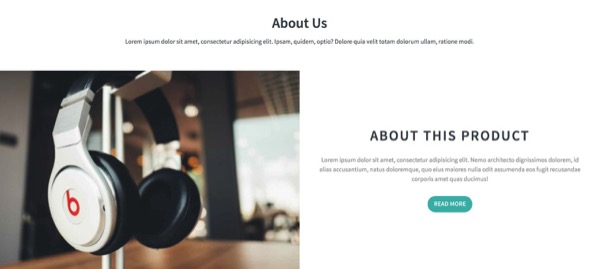 About Us
Lorem ipsum dolor sit amet, consectetur adipisicing elit. Ipsam, quidem, optio? Dolore quia velit totam dolorum ullam, ratione modi.
ABOUT THIS PRODUCT
Lorem ipsum dolor sit amet, consectetur adipisicing elit. Nemo architecto dignissimos dolorem, id
alias accusantium, natus doloremque, quo eius maiores nulla odit assumenda eos fugit recusandae
corporis amet quas ducimus!
READ MORE
b